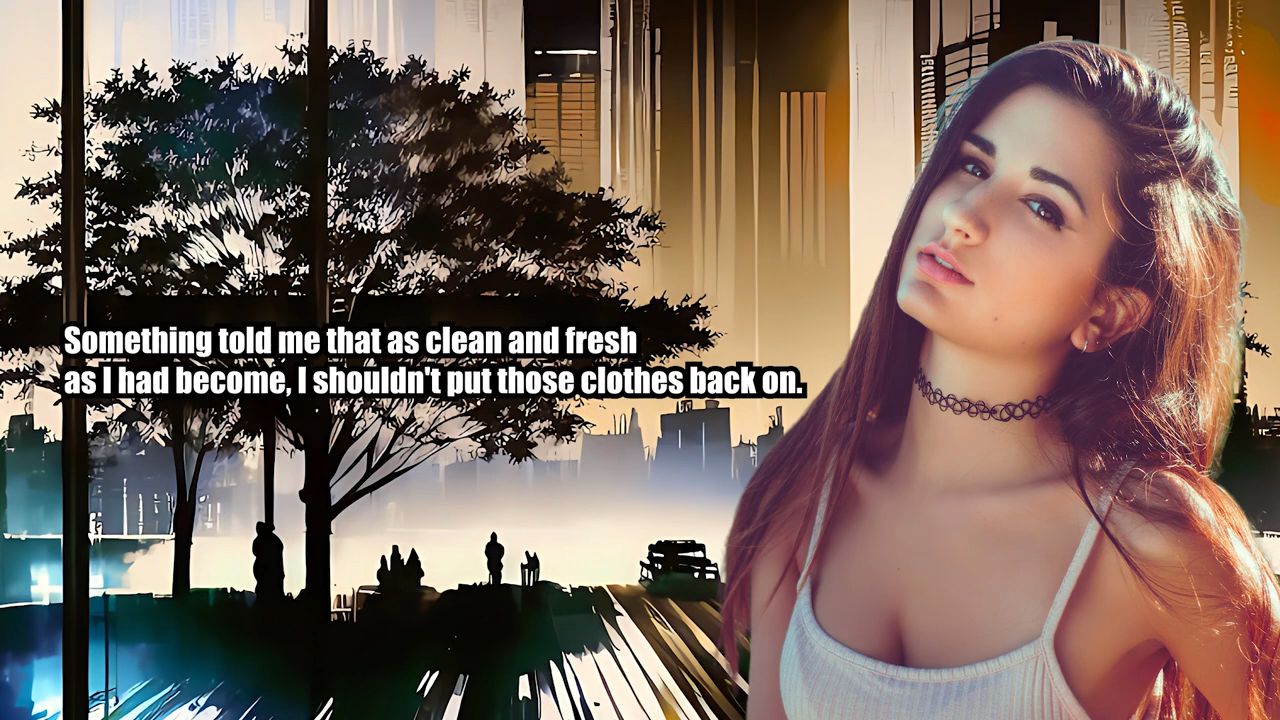 Something told me that as clean and fresh
as I had become, I shouldn't put those clothes back on.